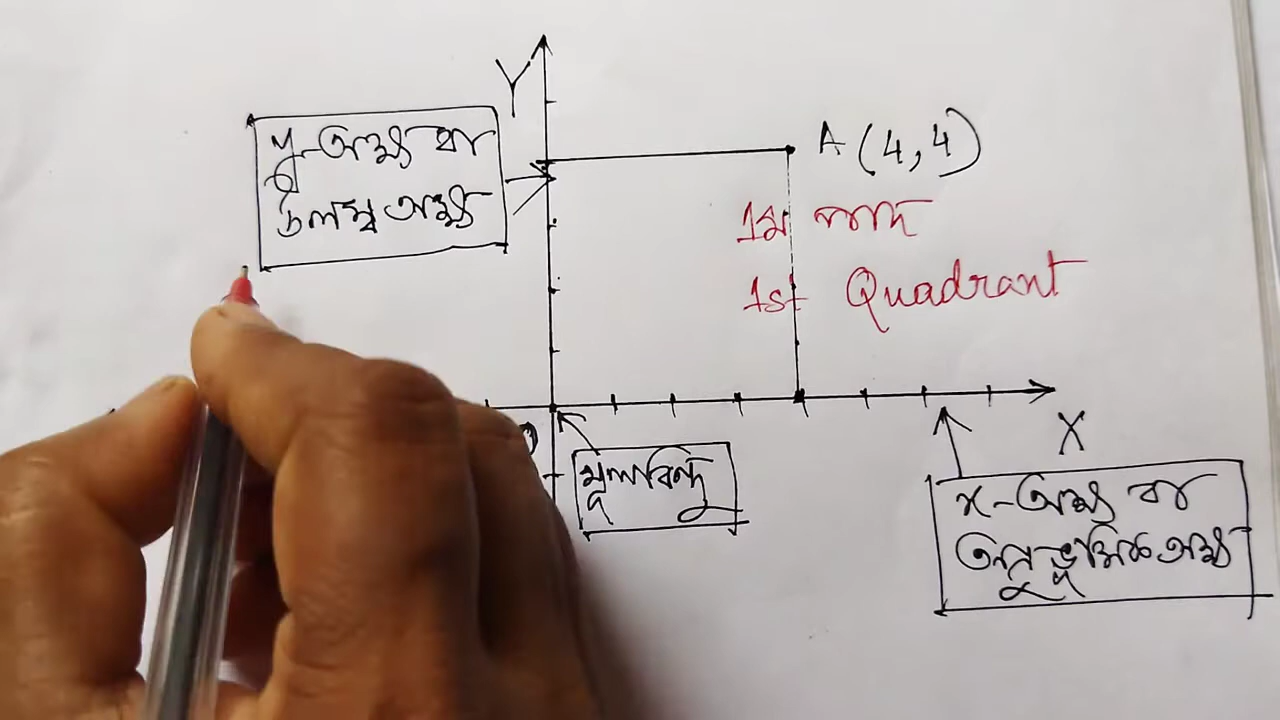 Y
y-অক্ষ বা
উলম্ব অক্ষ
A (4,4)
1ম পাদ
1st Quadrant
X
মূলবিন্দু
x-অক্ষ বা
অনুভূমিক অক্ষ